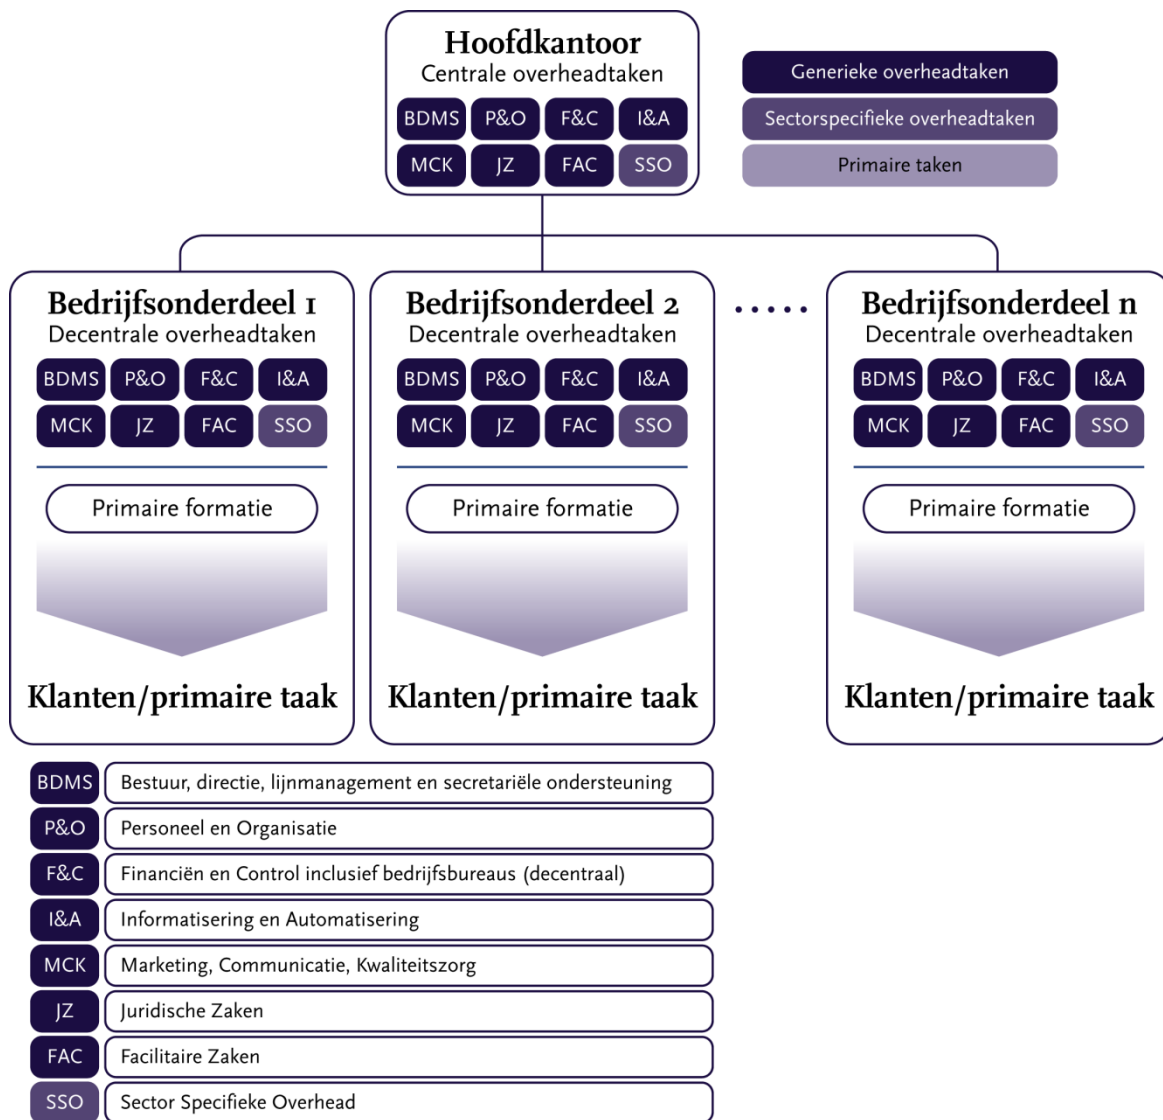 Hoofdkantoor
Centrale overheadtaken
BDMS P&O F&C I&A
MCK JZ FAC SSO
Generieke overheadtaken
Sectorspecifieke overheadtaken
Primaire taken
Bedrijfsonderdeel 1
Decentrale overheadtaken
BDMS P&O F&C I&A
MCK JZ FAC SSO
Primaire formatie
Klanten/primaire taak
Bedrijfsonderdeel 2
Decentrale overheadtaken
BDMS P&O F&C I&A
MCK JZ FAC SSO
Primaire formatie
Klanten/primaire taak
.....
Bedrijfsonderdeel n
Decentrale overheadtaken
BDMS P&O F&C I&A
MCK JZ FAC SSO
Primaire formatie
Klanten/primaire taak
BDMS Bestuur, directie, lijnmanagement en secretariële ondersteuning
P&O Personeel en Organisatie
F&C Financiën en Control inclusief bedrijfsbureaus (decentraal)
I&A Informatisering en Automatisering
MCK Marketing, Communicatie, Kwaliteitszorg
JZ Juridische Zaken
FAC Facilitaire Zaken
SSO Sector Specifieke Overhead